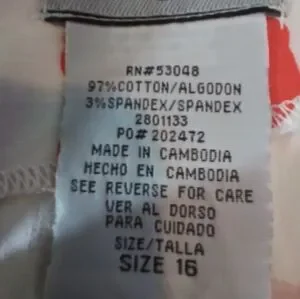 RN#53048
97%COTTON/ALGODON
3%SPANDEX/SPANDEX
2801133
PO#202472
MADE IN CAMBODIA
HECHO EN CAMBODIA
SEE REVERSE FOR CARE
VER AL DORSO
PARA CUIDADO
SIZE/TALLA
SIZE 16